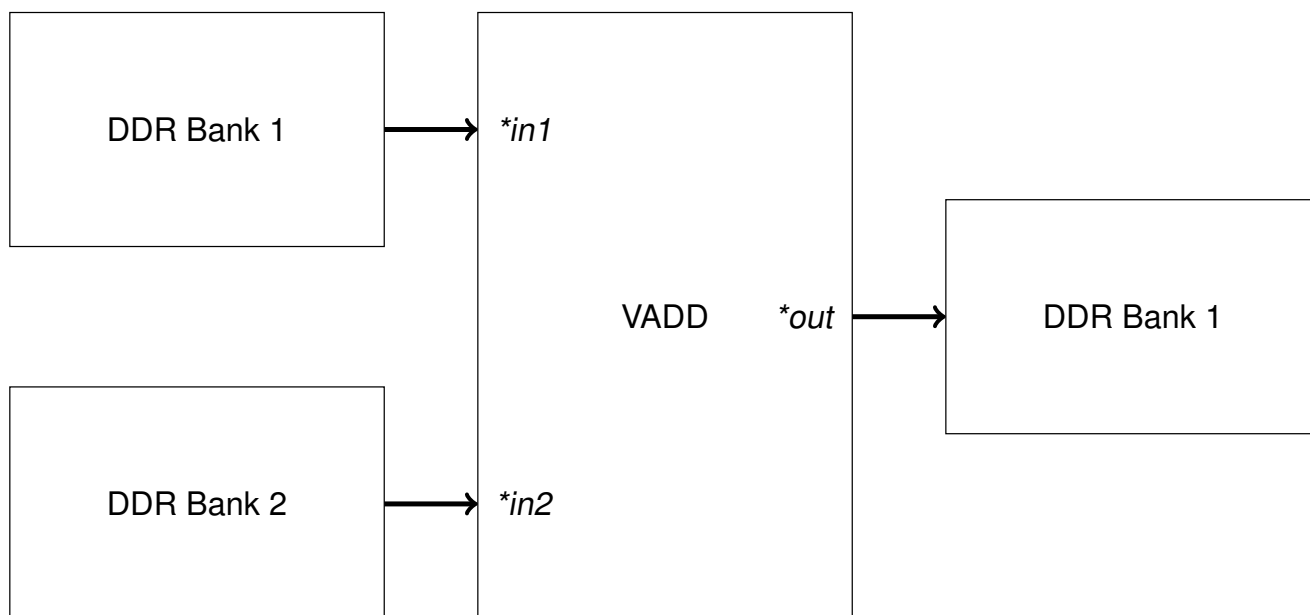 DDR Bank 1
*in1
VADD
*out
DDR Bank 1
DDR Bank 2
*in2